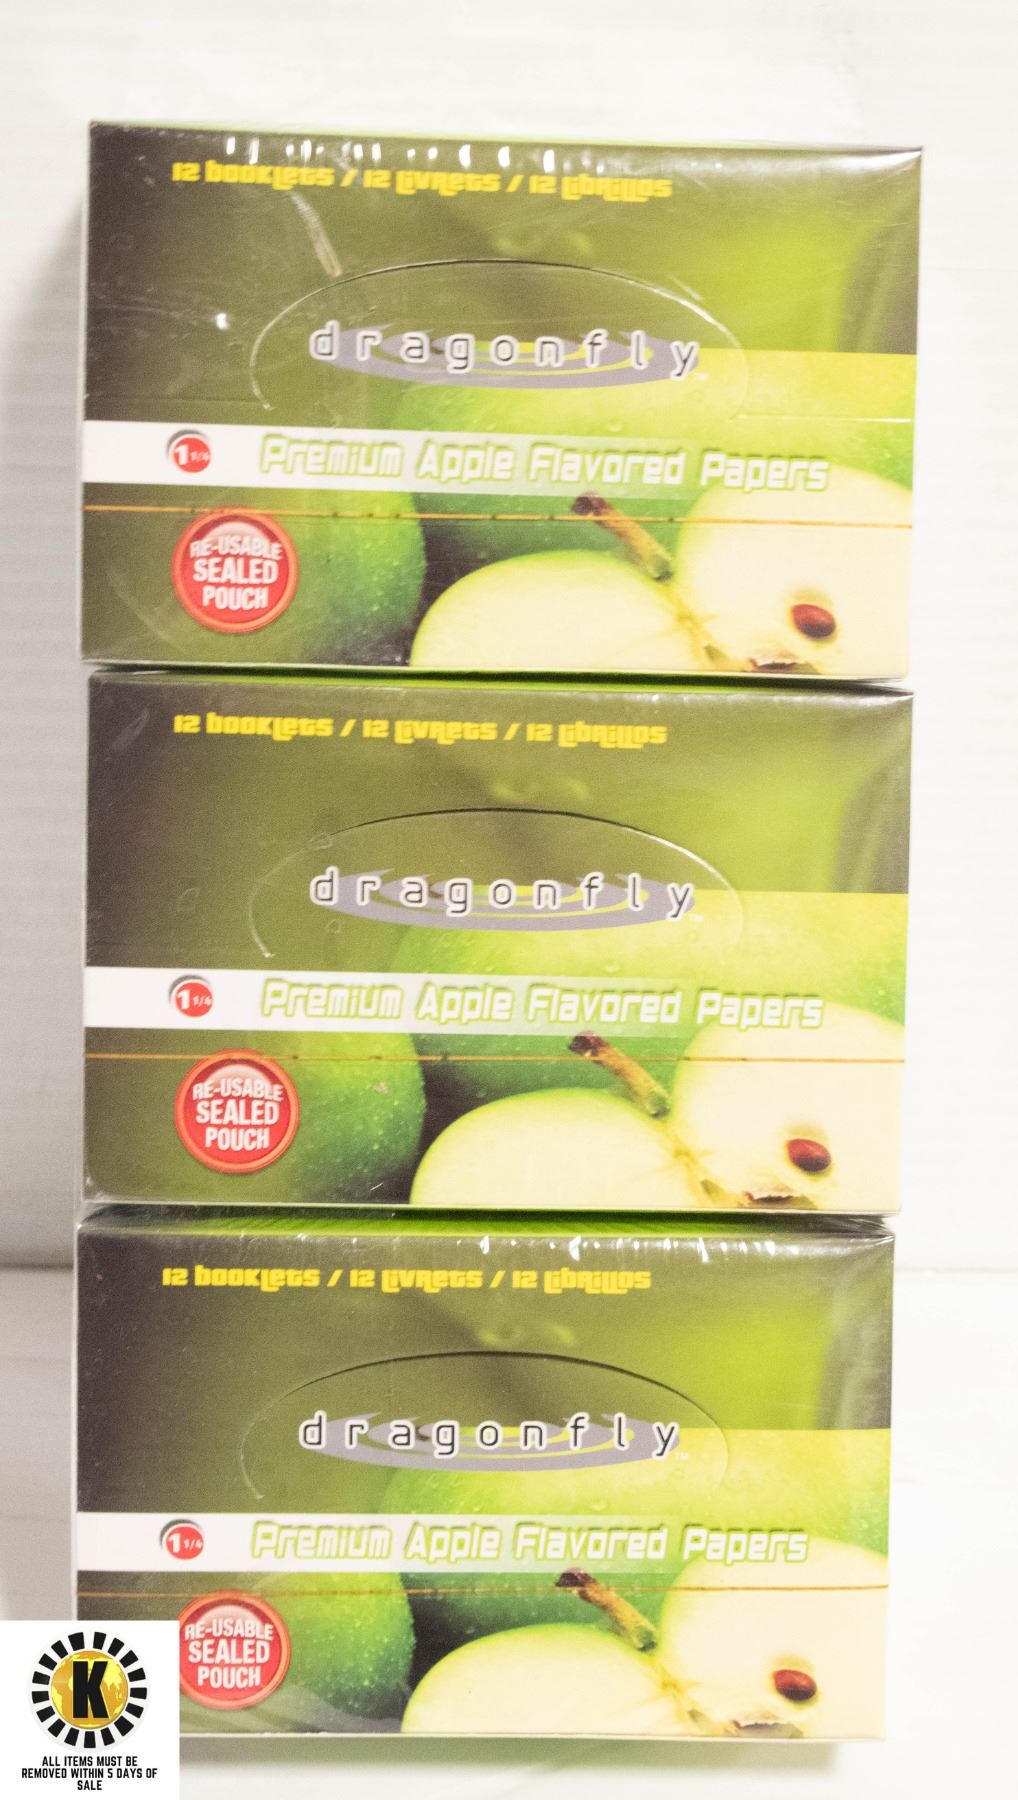 12 booklets / 12 livrets / 12 librillos
dragonfly™
1 1/4 Premium Apple Flavored Papers
RE-USABLE
SEALED
POUCH
12 booklets / 12 livrets / 12 librillos
dragonfly™
1 1/4 Premium Apple Flavored Papers
RE-USABLE
SEALED
POUCH
12 booklets / 12 livrets / 12 librillos
dragonfly™
1 1/4 Premium Apple Flavored Papers
RE-USABLE
SEALED
POUCH
K
ALL ITEMS MUST BE
REMOVED WITHIN 5 DAYS OF
SALE